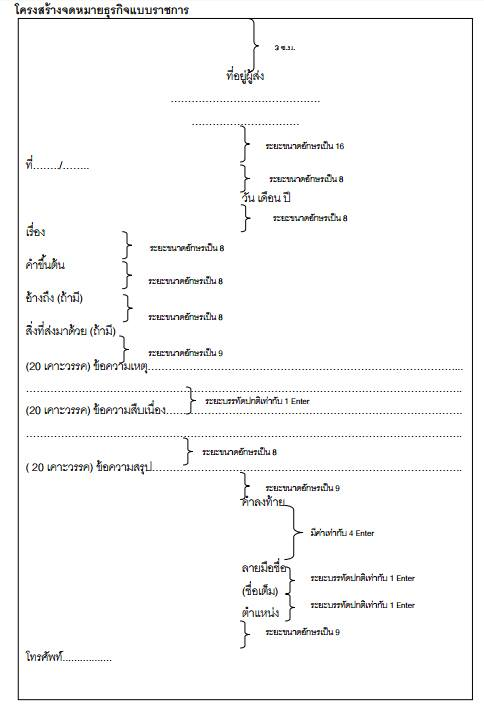 โครงสร้างจดหมายธุรกิจแบบราชการ
3 ซ.ม.
ที่อยู่ผู้ส่ง
................................................
..................................
ระยะขนาดอักษรเป็น 16
ที่......../........
ระยะขนาดอักษรเป็น 8
วัน เดือน ปี
ระยะขนาดอักษรเป็น 8
เรื่อง
ระยะขนาดอักษรเป็น 8
คำขึ้นต้น
ระยะขนาดอักษรเป็น 8
อ้างถึง (ถ้ามี)
ระยะขนาดอักษรเป็น 8
สิ่งที่ส่งมาด้วย (ถ้ามี)
ระยะขนาดอักษรเป็น 9
(20 เคาะวรรค) ข้อความเหตุ........................................................................
........................................................................
ระยะบรรทัดปกติเท่ากับ 1 Enter
(20 เคาะวรรค) ข้อความสืบเนื่อง........................................................................
........................................................................
ระยะขนาดอักษรเป็น 8
( 20 เคาะวรรค) ข้อความสรุป........................................................................
ระยะขนาดอักษรเป็น 9
คำลงท้าย
มีค่าเท่ากับ 4 Enter
ลายมือชื่อ
ระยะบรรทัดปกติเท่ากับ 1 Enter
(ชื่อเต็ม)
ระยะบรรทัดปกติเท่ากับ 1 Enter
ตำแหน่ง
ระยะขนาดอักษรเป็น 9
โทรศัพท์.................